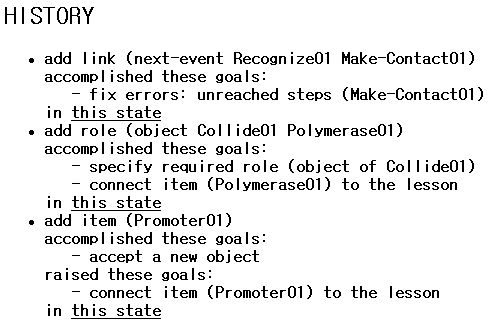 HISTORY
• add link (next-event Recognize01 Make-Contact01)
accomplished these goals:
- fix errors: unreached steps (Make-Contact01)
in this state
• add role (object Collide01 Polymerase01)
accomplished these goals:
- specify required role (object of Collide01)
- connect item (Polymerase01) to the lesson
in this state
• add item (Promoter01)
accomplished these goals:
- accept a new object
raised these goals:
- connect item (Promoter01) to the lesson
in this state